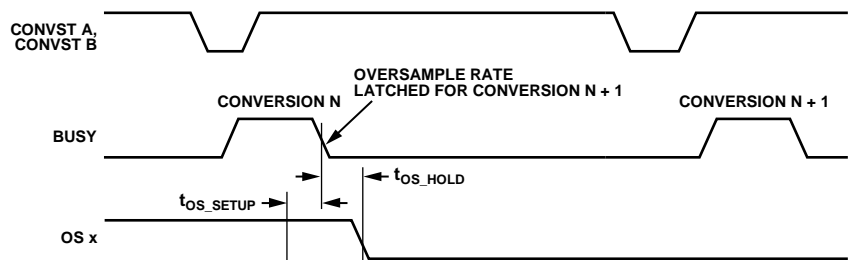 CONVST A,
CONVST B
OVERSAMPLE RATE
LATCHED FOR CONVERSION N + 1
CONVERSION N
CONVERSION N + 1
BUSY
tOS_HOLD
tOS_SETUP
OS x